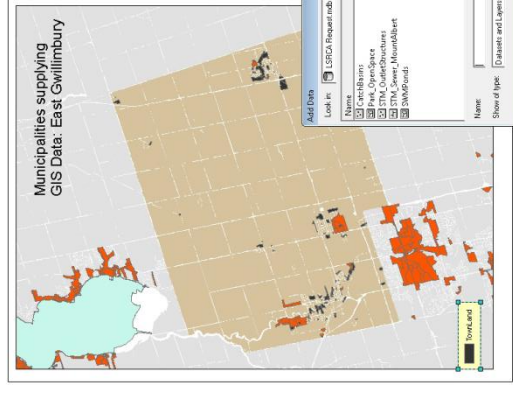 Municipalities supplying
GIS Data: East Gwillimbury
TownLand
Add Data
Look in:
LSRCA Request.mdb
Name
CatchBasins
Park_OpenSpace
STM_OutletStructures
STM_Sewer_MountAlbert
SWMPonds
Name:
Show of type:
Datasets and Layers